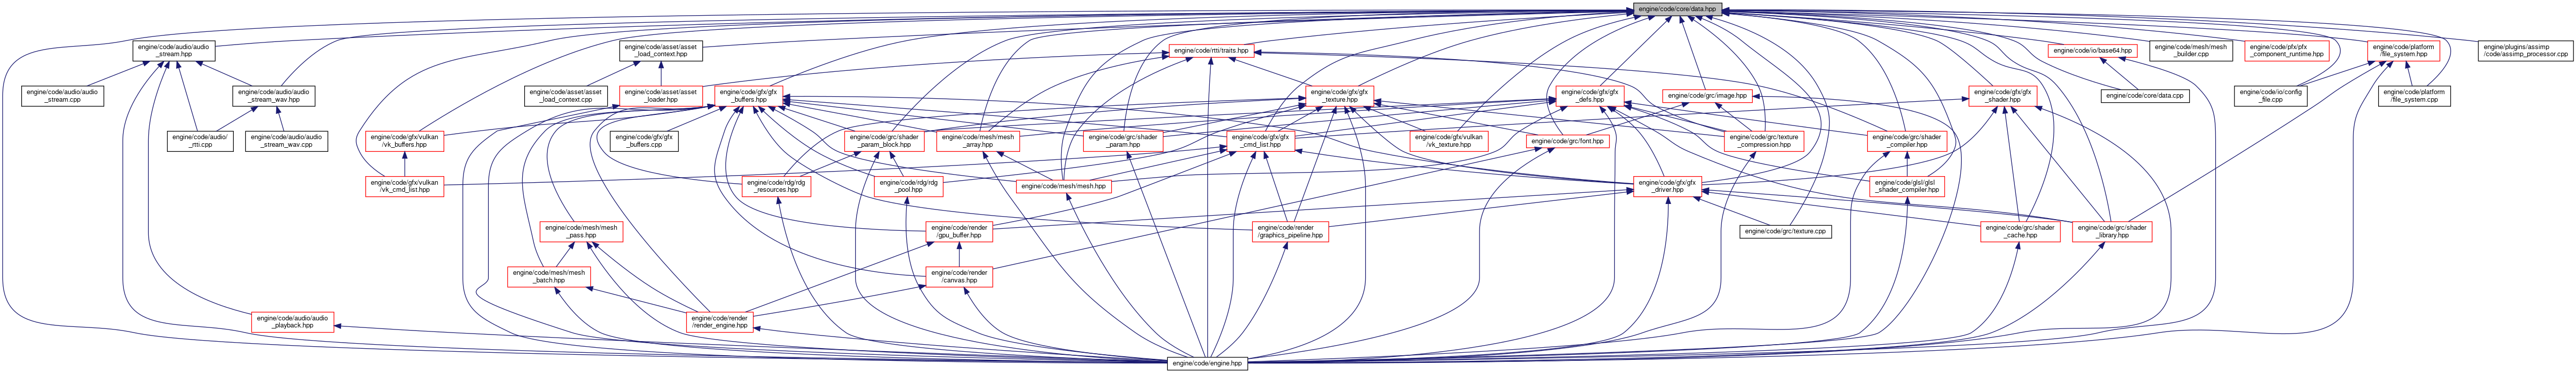 engine/code/core/data.hpp
engine/code/audio/audio
_stream.hpp
engine/code/asset/asset
_load_context.hpp
engine/code/rtti/traits.hpp
engine/code/io/base64.hpp
engine/code/mesh/mesh
_builder.cpp
engine/code/pfx/pfx
_component_runtime.hpp
engine/code/platform
/file_system.hpp
engine/plugins/assimp
/code/assimp_processor.cpp
engine/code/audio/audio
_stream.cpp
engine/code/audio/audio
_stream_wav.hpp
engine/code/asset/asset
_load_context.cpp
engine/code/asset/asset
_loader.hpp
engine/code/gfx/gfx
_buffers.hpp
engine/code/gfx/gfx
_texture.hpp
engine/code/gfx/gfx
_defs.hpp
engine/code/grc/image.hpp
engine/code/gfx/gfx
_shader.hpp
engine/code/core/data.cpp
engine/code/io/config
_file.cpp
engine/code/platform
/file_system.cpp
engine/code/audio/
_rtti.cpp
engine/code/audio/audio
_stream_wav.cpp
engine/code/gfx/vulkan
/vk_buffers.hpp
engine/code/gfx/gfx
_buffers.cpp
engine/code/grc/shader
_param_block.hpp
engine/code/mesh/mesh
_array.hpp
engine/code/grc/shader
_param.hpp
engine/code/gfx/gfx
_cmd_list.hpp
engine/code/gfx/vulkan
/vk_texture.hpp
engine/code/grc/font.hpp
engine/code/grc/texture
_compression.hpp
engine/code/grc/shader
_compiler.hpp
engine/code/gfx/vulkan
/vk_cmd_list.hpp
engine/code/rdg/rdg
_resources.hpp
engine/code/rdg/rdg
_pool.hpp
engine/code/mesh/mesh.hpp
engine/code/gfx/gfx
_driver.hpp
engine/code/glsl/glsl
_shader_compiler.hpp
engine/code/mesh/mesh
_pass.hpp
engine/code/render
/gpu_buffer.hpp
engine/code/render
/graphics_pipeline.hpp
engine/code/grc/texture.cpp
engine/code/grc/shader
_cache.hpp
engine/code/grc/shader
_library.hpp
engine/code/mesh/mesh
_batch.hpp
engine/code/render
/canvas.hpp
engine/code/audio/audio
_playback.hpp
engine/code/render
/render_engine.hpp
engine/code/engine.hpp